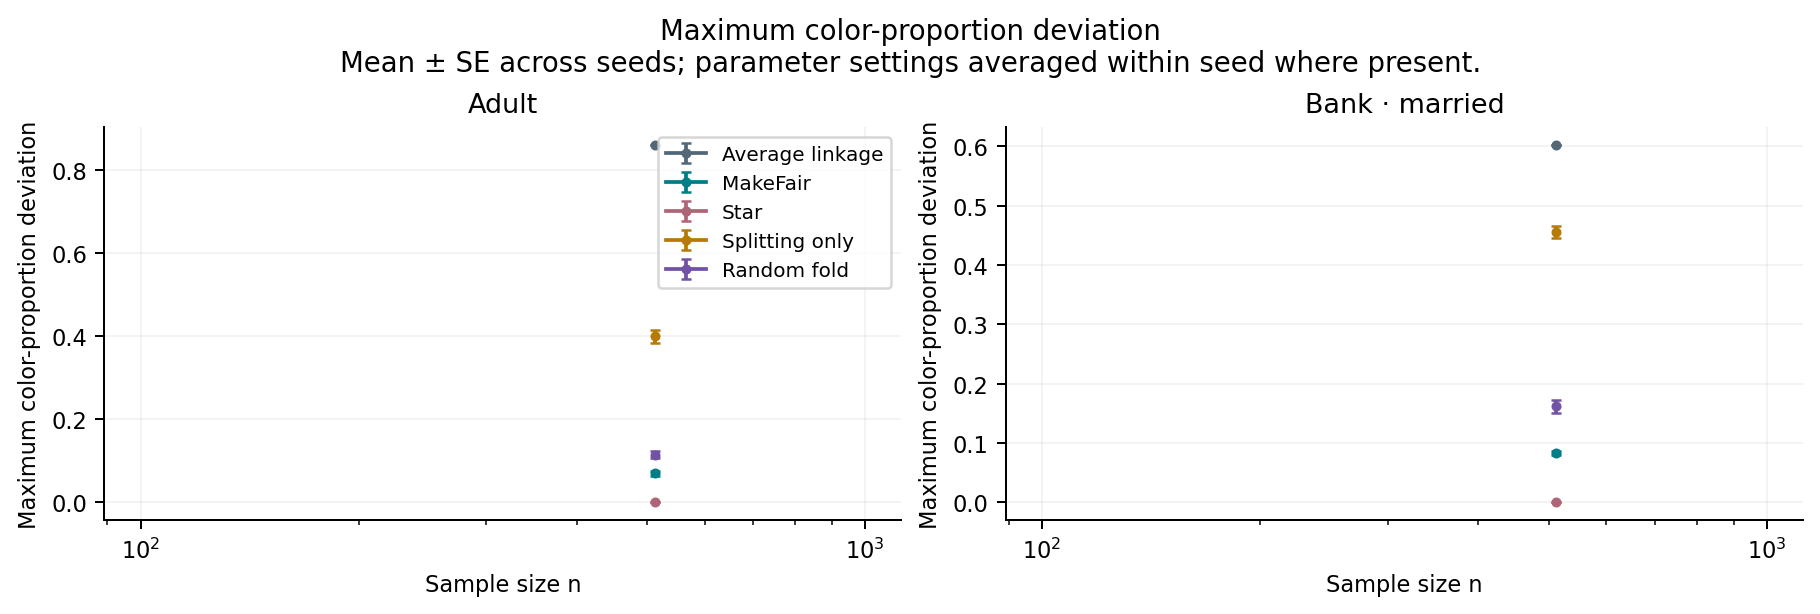 Maximum color-proportion deviation
Mean ± SE across seeds; parameter settings averaged within seed where present.
Adult
Maximum color-proportion deviation
0.8
0.6
0.4
0.2
0.0
10²
10³
Sample size n
Average linkage
MakeFair
Star
Splitting only
Random fold
Bank · married
Maximum color-proportion deviation
0.6
0.5
0.4
0.3
0.2
0.1
0.0
10²
10³
Sample size n